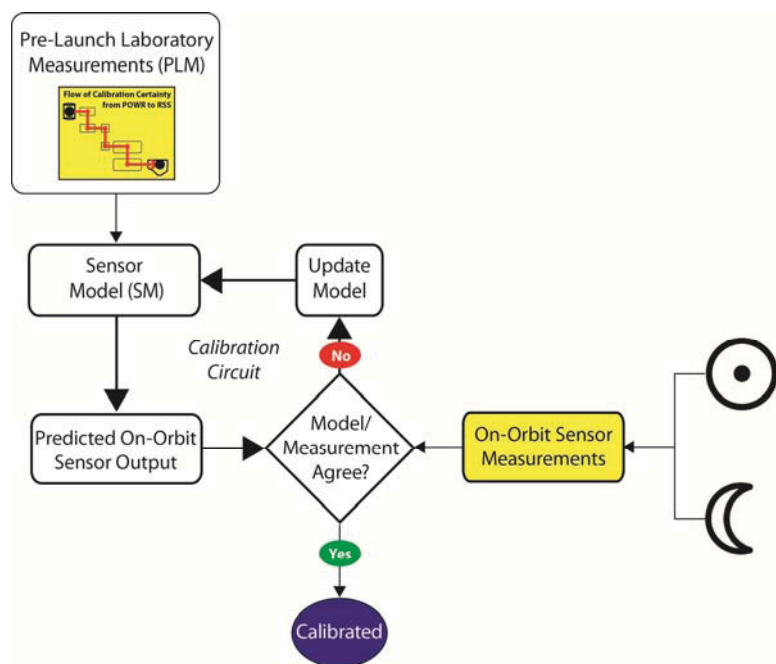 Pre-Launch Laboratory
Measurements (PLM)
Flow of Calibration Certainty
from POWR to RSS
Sensor
Model (SM)
Update
Model
Calibration
Circuit
No
Predicted On-Orbit
Sensor Output
Model/
Measurement
Agree?
On-Orbit Sensor
Measurements
Yes
Calibrated